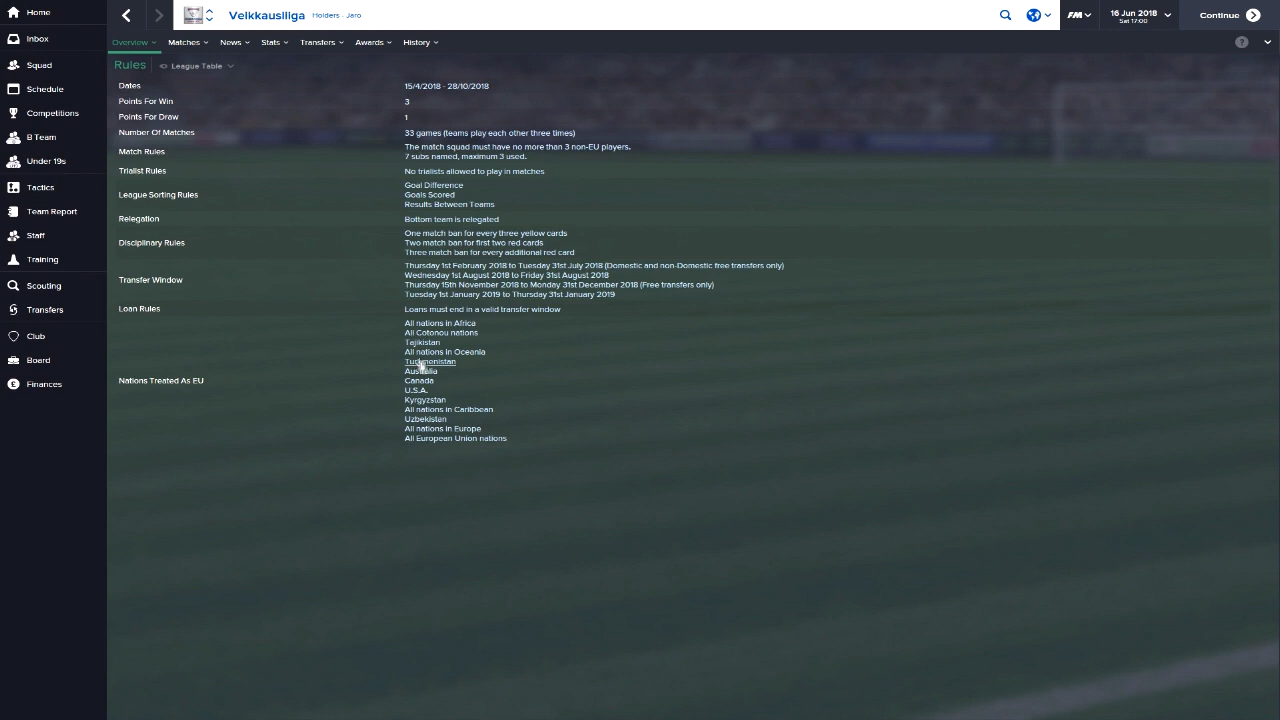 Home
Inbox
Squad
Schedule
Competitions
B Team
Under 19s
Tactics
Team Report
Staff
Training
Scouting
Transfers
Club
Board
Finances
Veikkausliiga Holders - Jaro
FM
16 Jun 2018
Sat 17:00
Continue
Overview Matches News Stats Transfers Awards History
?
Rules League Table
Dates 15/4/2018 - 28/10/2018
Points For Win 3
Points For Draw 1
Number Of Matches 33 games (teams play each other three times)
Match Rules The match squad must have no more than 3 non-EU players.
7 subs named, maximum 3 used.
Trialist Rules No trialists allowed to play in matches
League Sorting Rules Goal Difference
Goals Scored
Results Between Teams
Relegation Bottom team is relegated
Disciplinary Rules One match ban for every three yellow cards
Two match ban for first two red cards
Three match ban for every additional red card
Transfer Window Thursday 1st February 2018 to Tuesday 31st July 2018 (Domestic and non-Domestic free transfers only)
Wednesday 1st August 2018 to Friday 31st August 2018
Thursday 15th November 2018 to Monday 31st December 2018 (Free transfers only)
Tuesday 1st January 2019 to Thursday 31st January 2019
Loan Rules Loans must end in a valid transfer window
Nations Treated As EU All nations in Africa
All Cotonou nations
Tajikistan
All nations in Oceania
Turkmenistan
Australia
Canada
U.S.A.
Kyrgyzstan
All nations in Caribbean
Uzbekistan
All nations in Europe
All European Union nations